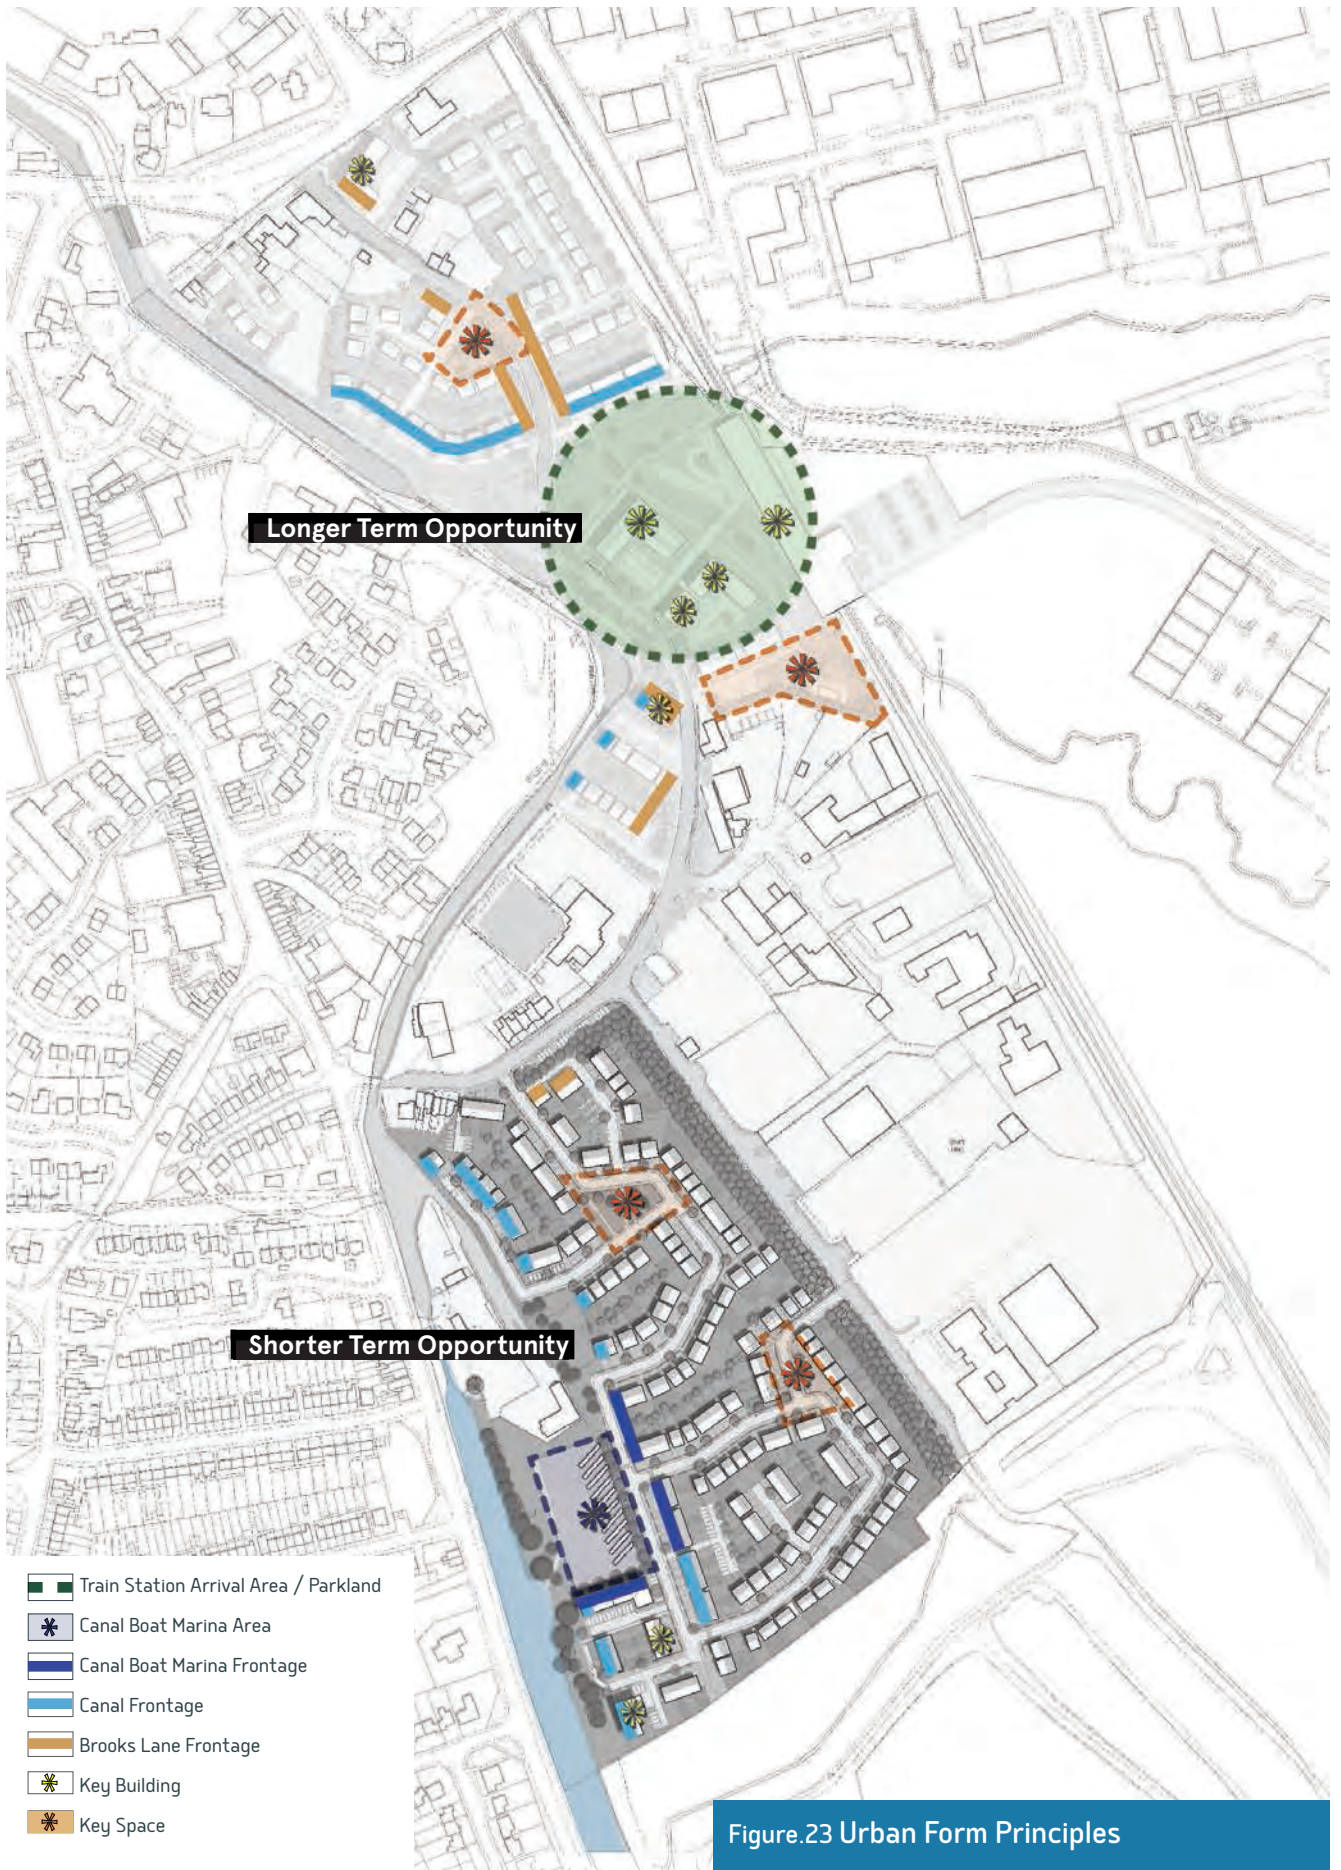 Longer Term Opportunity
Shorter Term Opportunity
Train Station Arrival Area / Parkland
Canal Boat Marina Area
Canal Boat Marina Frontage
Canal Frontage
Brooks Lane Frontage
Key Building
Key Space
Figure.23 Urban Form Principles